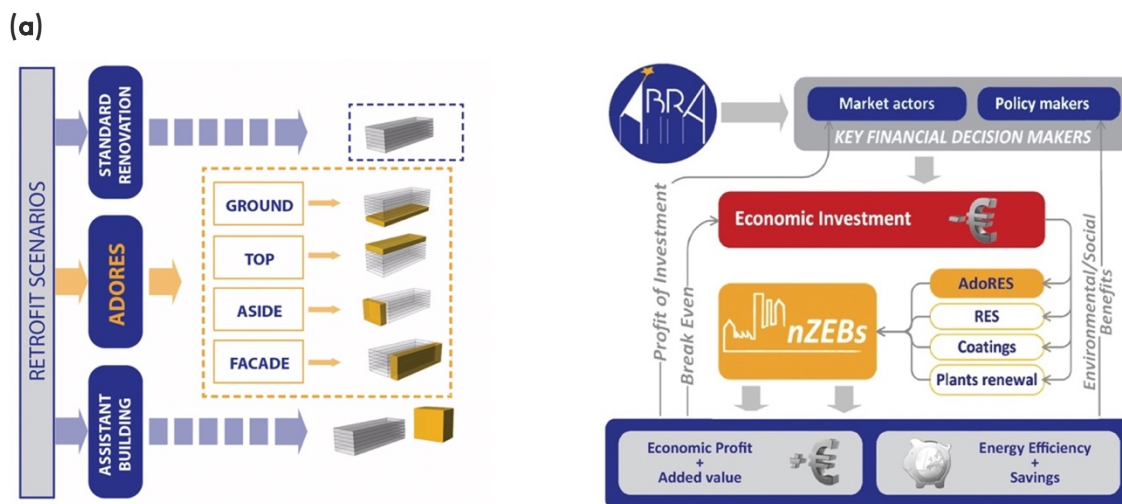 (a)
RETROFIT SCENARIOS
STANDARD
RENOVATION
ADORES
GROUND
TOP
ASIDE
FACADE
ASSISTANT
BUILDING
ABRA
Market actors
Policy makers
KEY FINANCIAL DECISION MAKERS
Profit of Investment
Break Even
Economic Investment
-€
Environmental/Social
Benefits
AdoRES
RES
Coatings
Plants renewal
nZEBs
Economic Profit
+
Added value
+€
Energy Efficiency
+
Savings